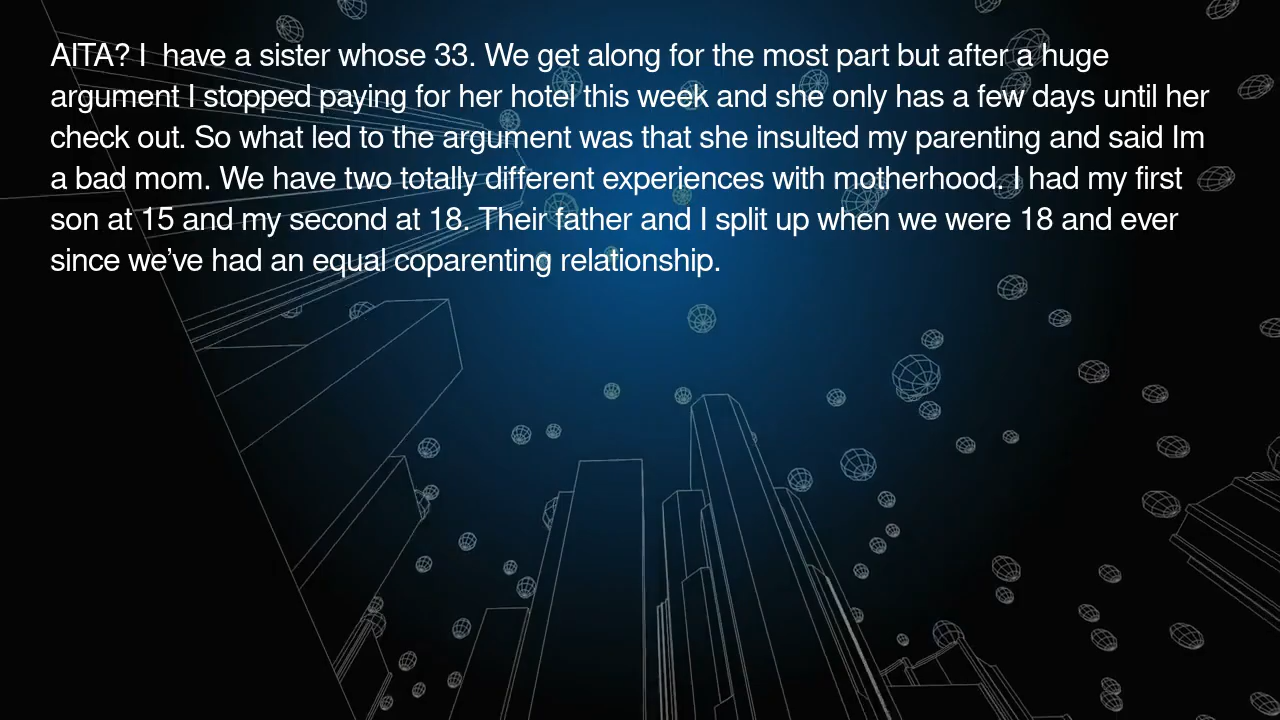 AITA? I  have a sister whose 33. We get along for the most part but after a huge
argument I stopped paying for her hotel this week and she only has a few days until her
check out. So what led to the argument was that she insulted my parenting and said Im
a bad mom. We have two totally different experiences with motherhood. I had my first
son at 15 and my second at 18. Their father and I split up when we were 18 and ever
since we’ve had an equal coparenting relationship.